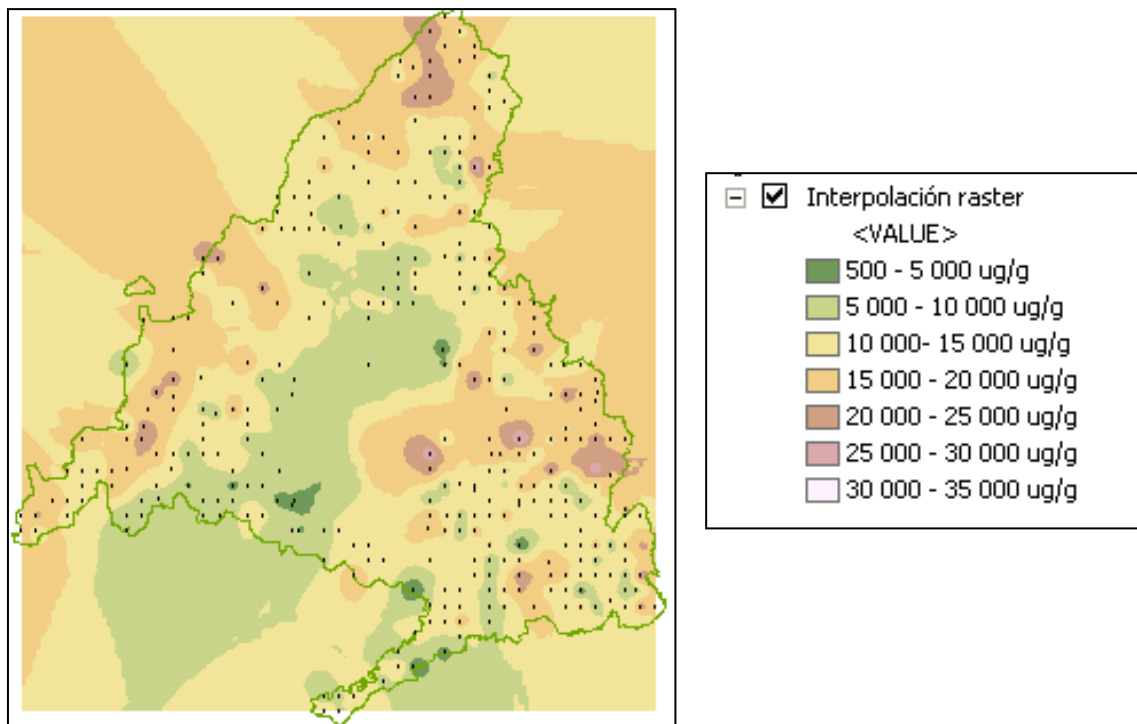 Interpolación raster
<VALUE>
500 - 5 000 ug/g
5 000 - 10 000 ug/g
10 000- 15 000 ug/g
15 000 - 20 000 ug/g
20 000 - 25 000 ug/g
25 000 - 30 000 ug/g
30 000 - 35 000 ug/g